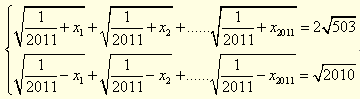 √(1/2011 + x₁) + √(1/2011 + x₂) + ......√(1/2011 + x₂₀₁₁) = 2√503
√(1/2011 − x₁) + √(1/2011 − x₂) + ......√(1/2011 − x₂₀₁₁) = √2010